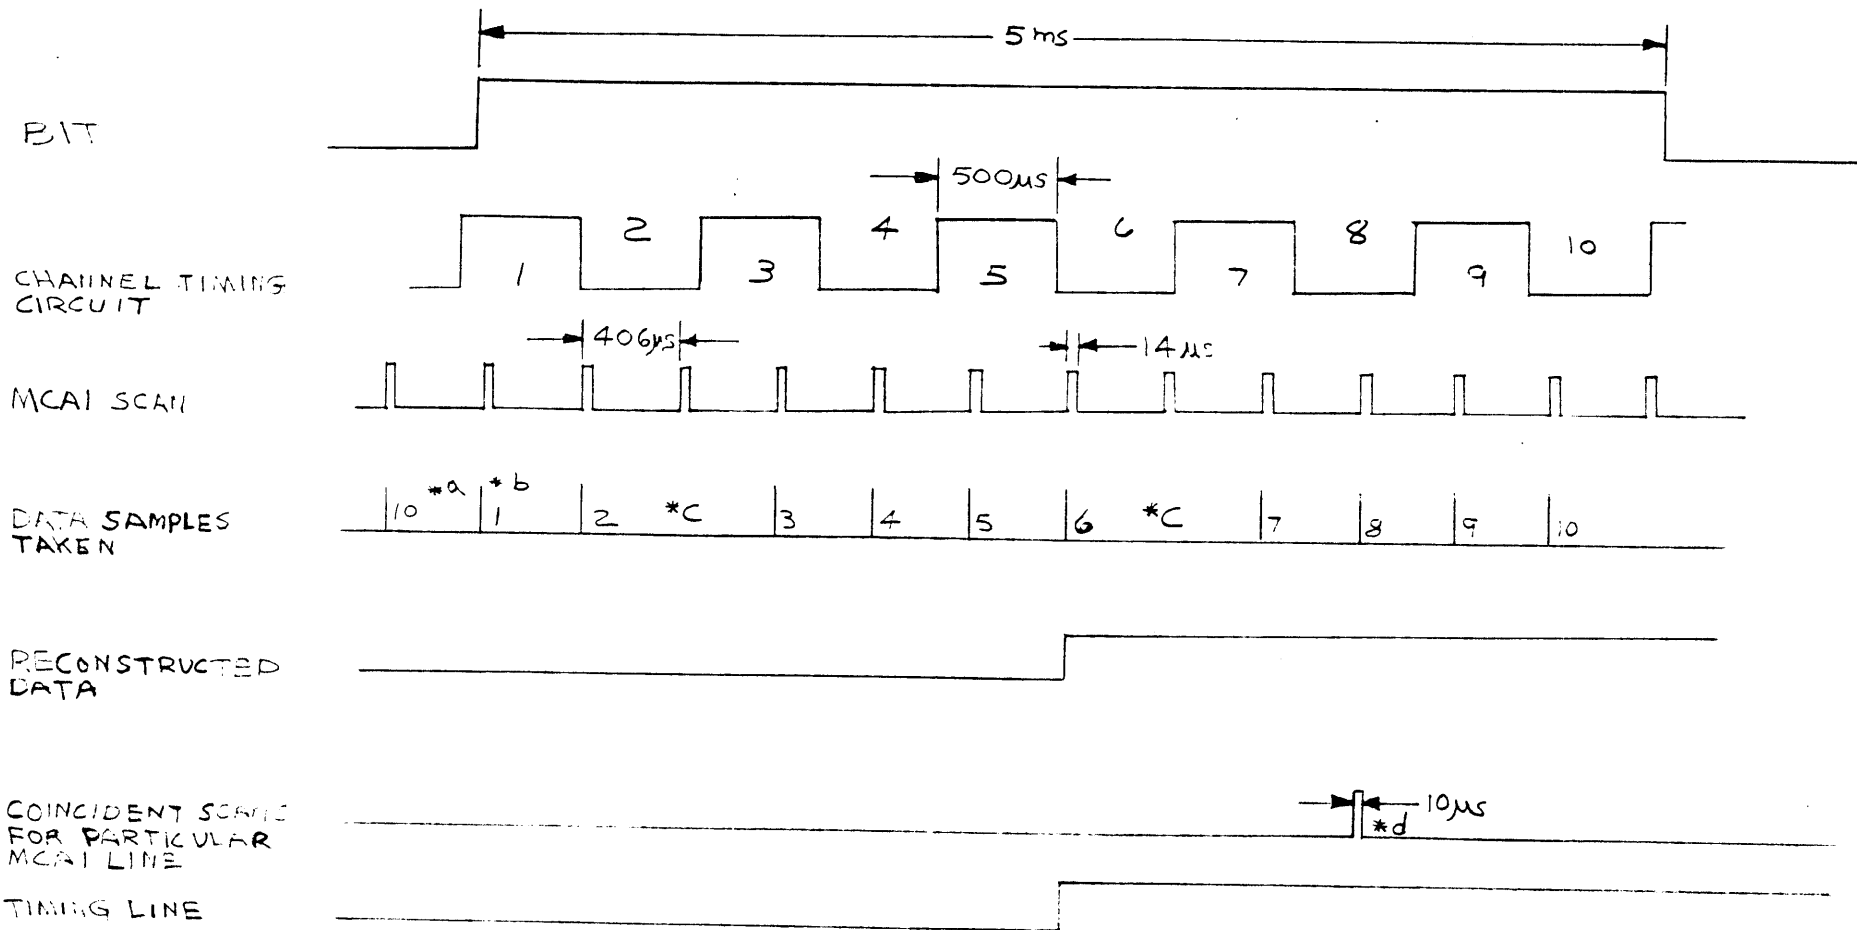 5 ms
BIT
500μs
2 4 6 8 10
1 3 5 7 9
CHANNEL TIMING
CIRCUIT
406μs
14 μs
MCAI SCAN
10 *a 1 *b 2 *C 3 4 5 6 *C 7 8 9 10
DATA SAMPLES
TAKEN
RECONSTRUCTED
DATA
COINCIDENT SCANS
FOR PARTICULAR
MCAI LINE
10μs
*d
TIMING LINE